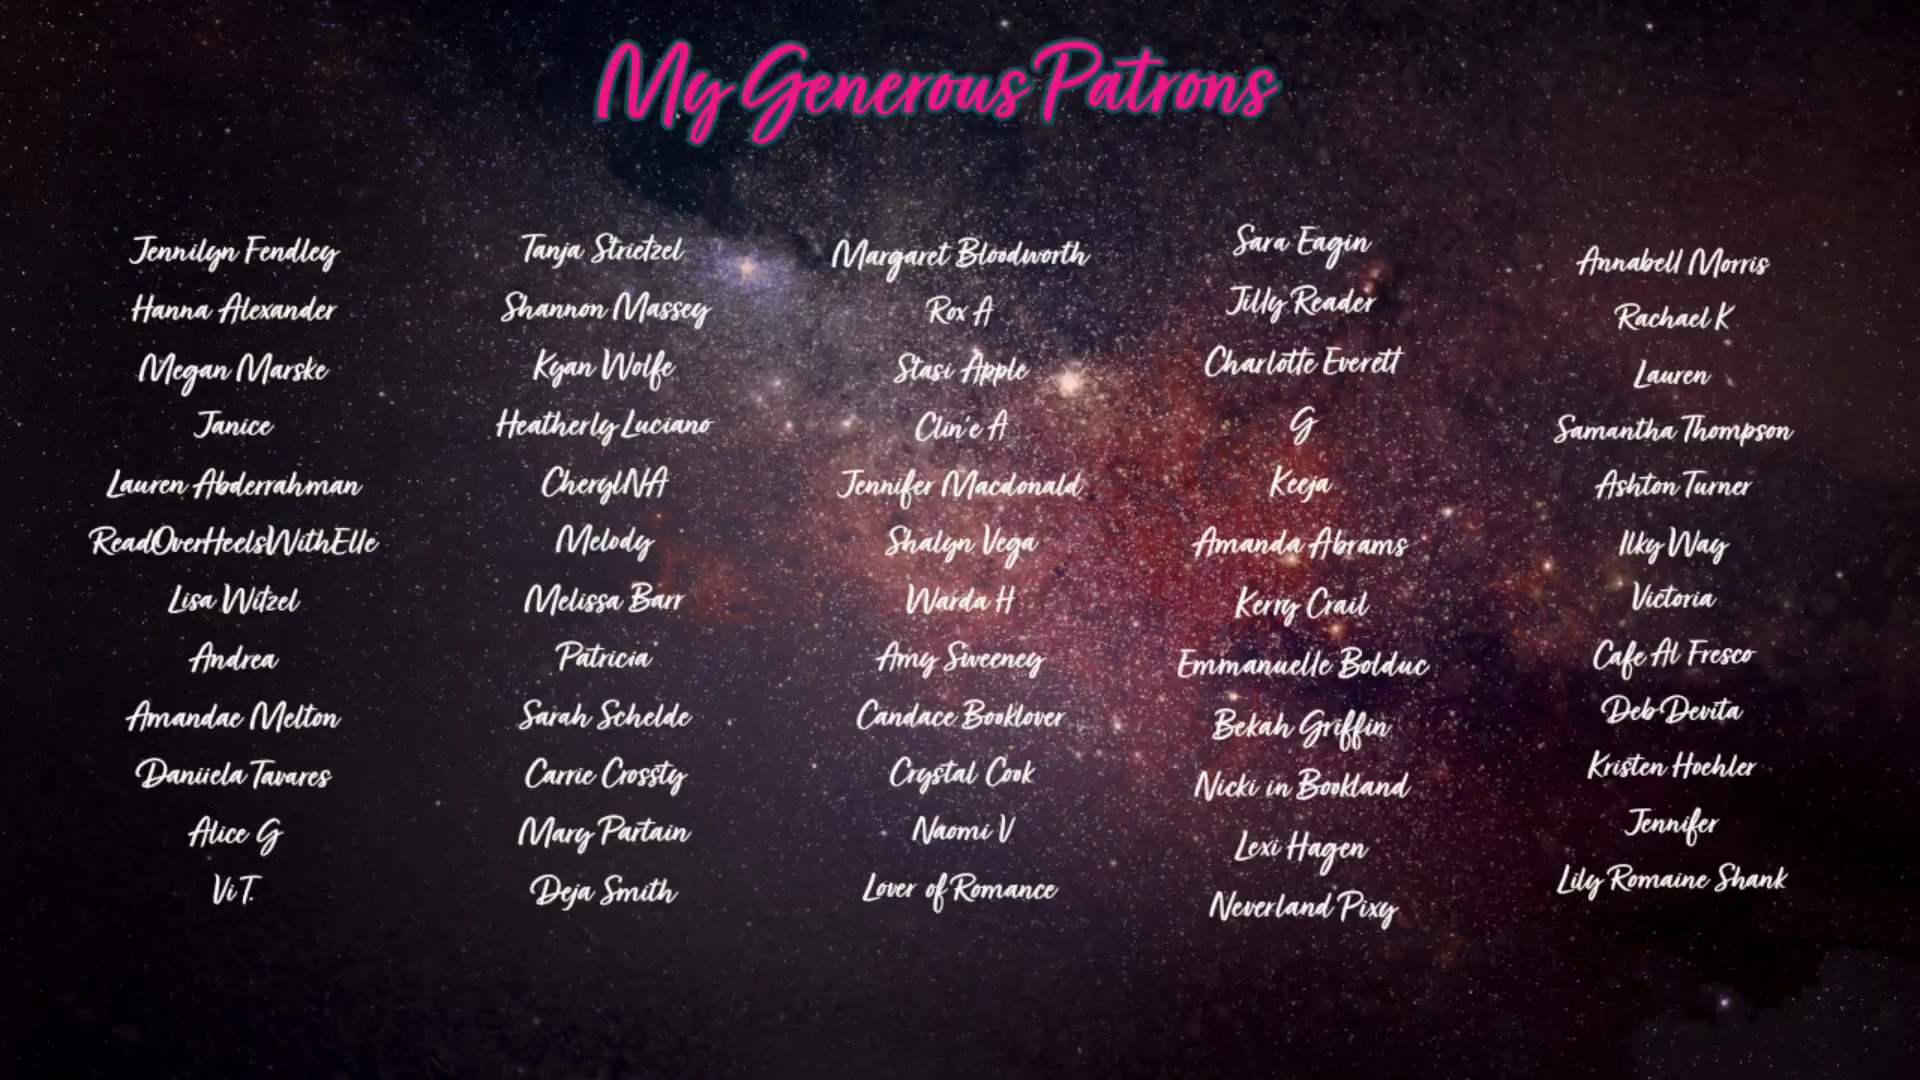 My Generous Patrons
Jennilyn Fendley
Hanna Alexander
Megan Marske
Janice
Lauren Abderrahman
ReadOverHeelsWithElle
Lisa Witzel
Andrea
Amandae Melton
Daniiela Tavares
Alice G
Vi T.
Tanja Strietzel
Shannon Massey
Kyan Wolfe
Heatherly Luciano
CherylNA
Melody
Melissa Barr
Patricia
Sarah Schelde
Carrie Crossty
Mary Partain
Deja Smith
Margaret Bloodworth
Rox A
Stasi Apple
Clin'e A
Jennifer Macdonald
Shalyn Vega
Warda H
Amy Sweeney
Candace Booklover
Crystal Cook
Naomi V
Lover of Romance
Sara Eagin
Jilly Reader
Charlotte Everett
G
Keeja
Amanda Abrams
Kerry Crail
Emmanuelle Bolduc
Bekah Griffin
Nicki in Bookland
Lexi Hagen
Neverland Pixy
Annabell Morris
Rachael K
Lauren
Samantha Thompson
Ashton Turner
Ilky Way
Victoria
Cafe Al Fresco
Deb Devita
Kristen Hoehler
Jennifer
Lily Romaine Shank